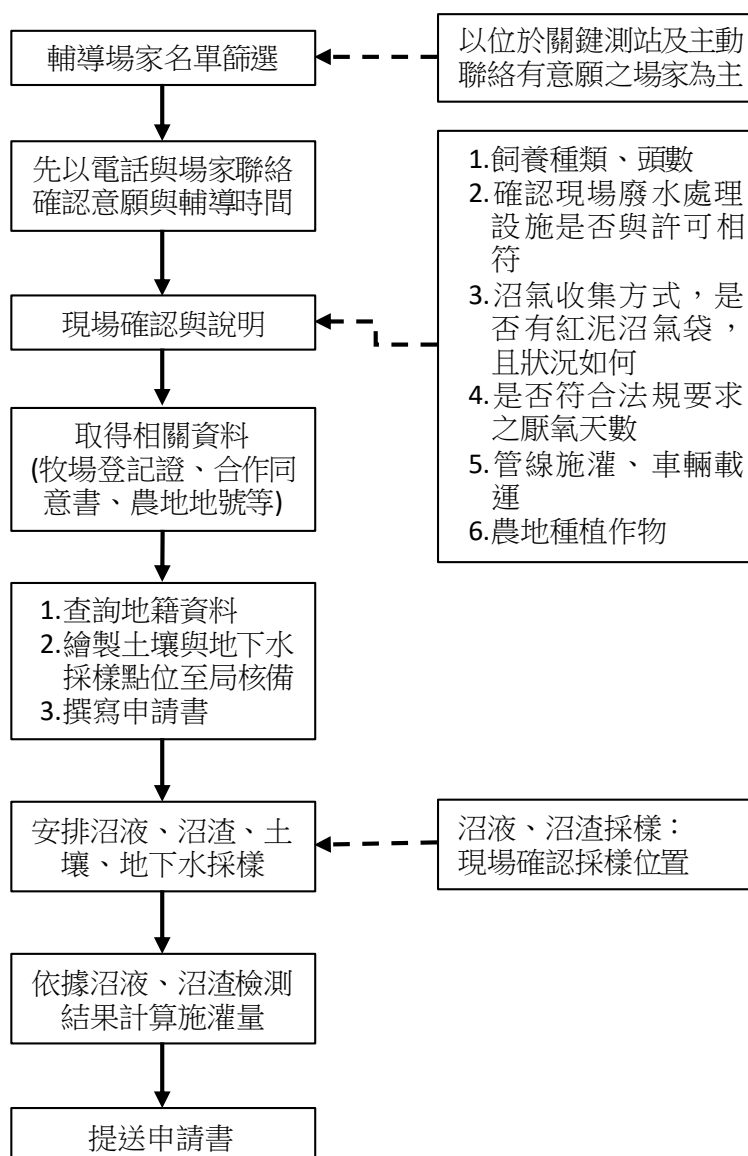 輔導場家名單篩選
以位於關鍵測站及主動
聯絡有意願之場家為主
先以電話與場家聯絡
確認意願與輔導時間
1.飼養種類、頭數
2.確認現場廢水處理
設施是否與許可相
符
3.沼氣收集方式，是
否有紅泥沼氣袋，
且狀況如何
4.是否符合法規要求
之厭氧天數
5.管線施灌、車輛載
運
6.農地種植作物
現場確認與說明
取得相關資料
(牧場登記證、合作同
意書、農地地號等)
1.查詢地籍資料
2.繪製土壤與地下水
採樣點位至局核備
3.撰寫申請書
安排沼液、沼渣、土
壤、地下水採樣
沼液、沼渣採樣：
現場確認採樣位置
依據沼液、沼渣檢測
結果計算施灌量
提送申請書